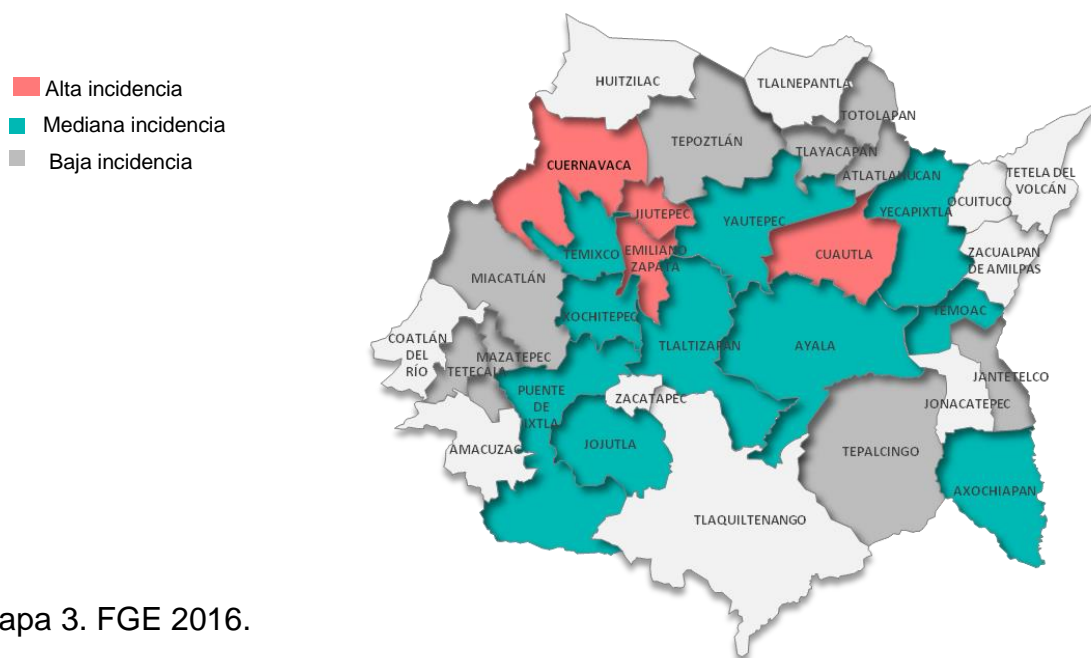 Alta incidencia
Mediana incidencia
Baja incidencia
HUITZILAC
TLALNEPANTLA
TOTOLAPAN
TEPOZTLÁN
TLAYACAPAN
CUERNAVACA
ATLATLAHUCAN
TETELA DEL
VOLCÁN
OCUITUCO
JIUTEPEC
YAUTEPEC
YECAPIXTLA
TEMIXCO
EMILIANO
ZAPATA
CUAUTLA
ZACUALPAN
DE AMILPAS
MIACATLÁN
XOCHITEPEC
TEMOAC
COATLÁN
DEL
RÍO
MAZATEPEC
TETECALA
TLALTIZAPÁN
AYALA
JANTETELCO
PUENTE
DE
IXTLA
ZACATAPEC
JONACATEPEC
AMACUZAC
JOJUTLA
TEPALCINGO
AXOCHIAPAN
TLAQUILTENANGO
apa 3. FGE 2016.